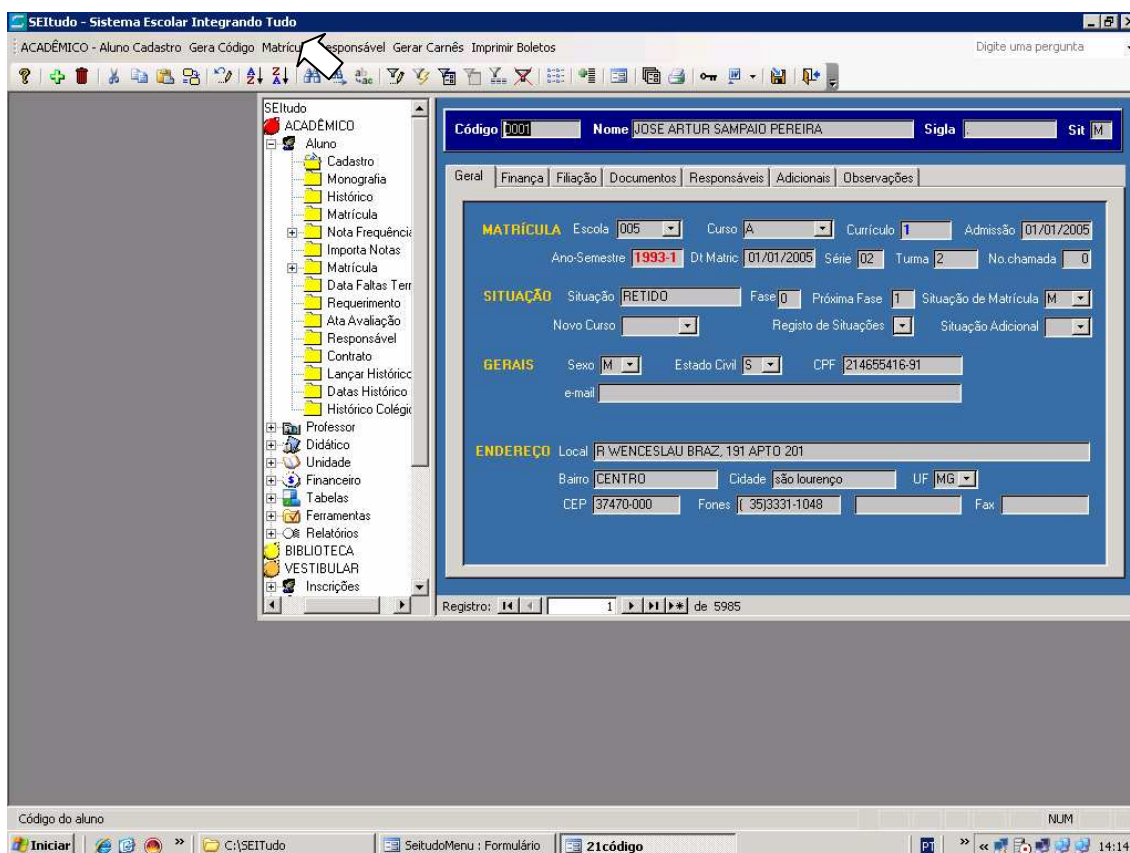 SEItudo - Sistema Escolar Integrando Tudo
ACADÊMICO - Aluno Cadastro Gera Código Matrícu esponsável Gerar Carnês Imprimir Boletos Digite uma pergunta
SEItudo
ACADÊMICO
Aluno
Cadastro
Monografia
Histórico
Matrícula
Nota Frequência
Importa Notas
Matrícula
Data Faltas Terr
Requerimento
Ata Avaliação
Responsável
Contrato
Lançar Histórico
Datas Histórico
Histórico Colégio
Professor
Didático
Unidade
Financeiro
Tabelas
Ferramentas
Relatórios
BIBLIOTECA
VESTIBULAR
Inscrições
Código 0001 Nome JOSE ARTUR SAMPAIO PEREIRA Sigla . Sit M
Geral Finança Filiação Documentos Responsáveis Adicionais Observações
MATRÍCULA Escola 005 Curso A Currículo 1 Admissão 01/01/2005
Ano-Semestre 1993-1 Dt Matric 01/01/2005 Série 02 Turma 2 No.chamada 0
SITUAÇÃO Situação RETIDO Fase 0 Próxima Fase 1 Situação de Matrícula M
Novo Curso Registo de Situações Situação Adicional
GERAIS Sexo M Estado Civil S CPF 214655416-91
e-mail
ENDEREÇO Local R WENCESLAU BRAZ, 191 APTO 201
Bairro CENTRO Cidade são lourenço UF MG
CEP 37470-000 Fones ( 35)3331-1048 Fax
Registro: 1 de 5985
Código do aluno NUM
Iniciar » C:\SEITudo SeitudoMenu : Formulário 21código PT » « 14:14